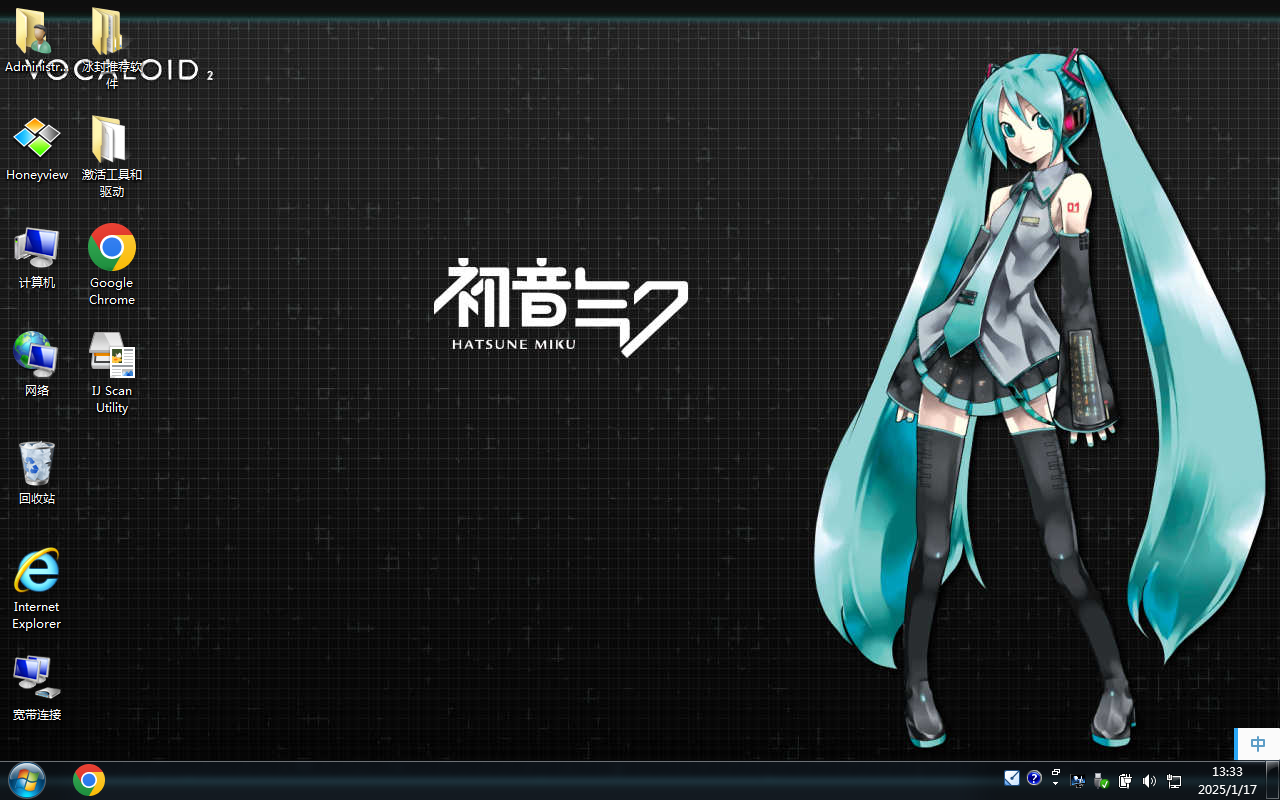 Administr...
VOCALOID 2
冰封推荐软
件
Honeyview
激活工具和
驱动
计算机
Google
Chrome
网络
IJ Scan
Utility
回收站
Internet
Explorer
宽带连接
初音ミク
HATSUNE MIKU
01
中
13:33
2025/1/17